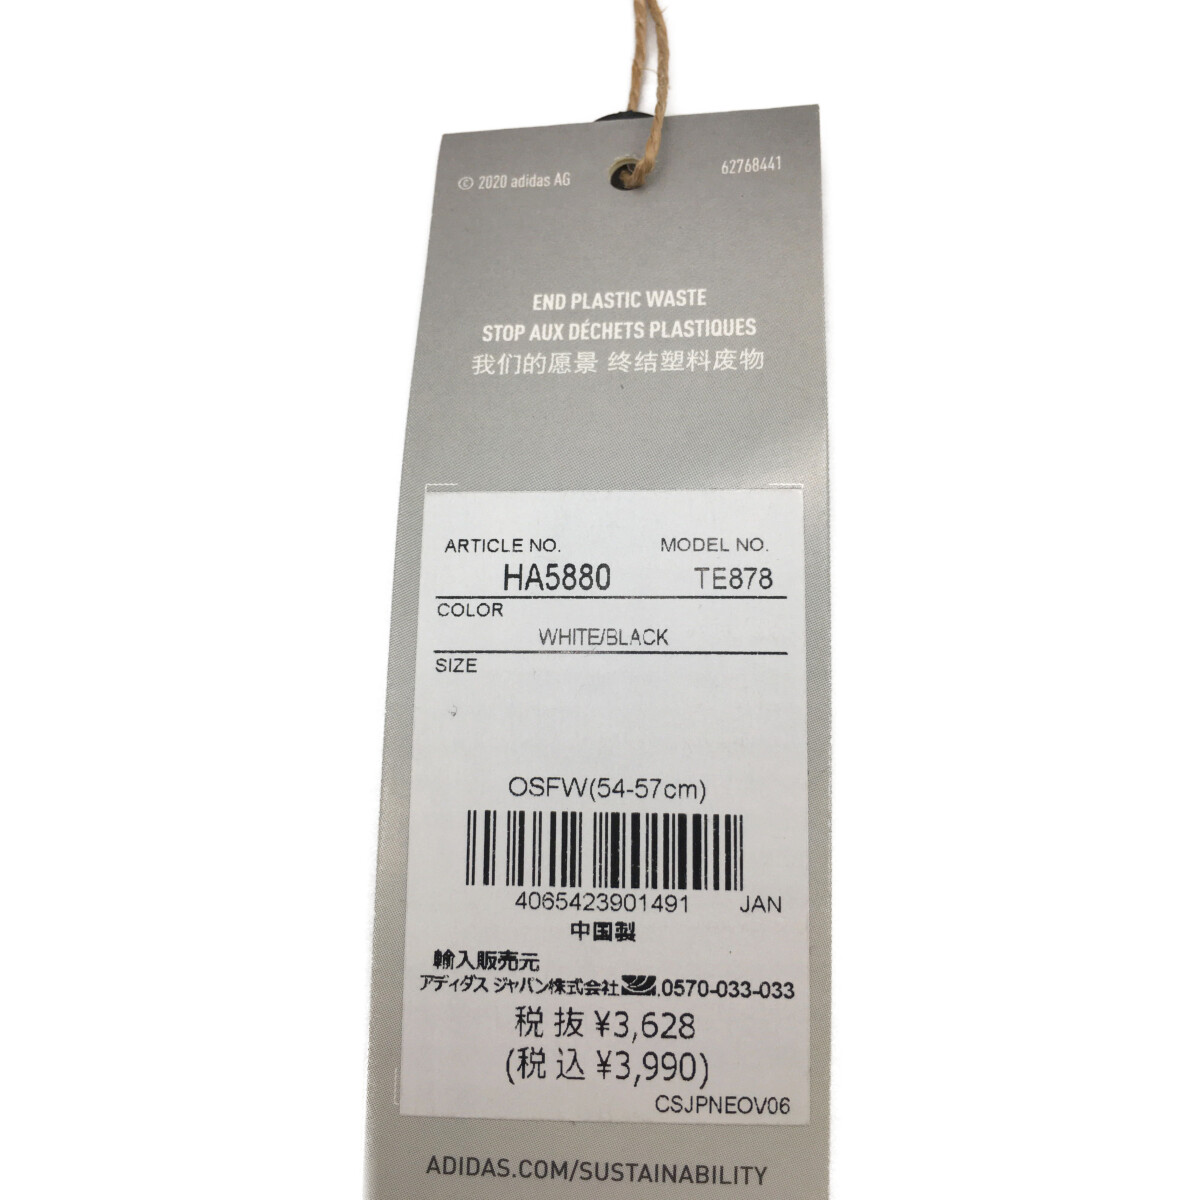 © 2020 adidas AG
62768441
END PLASTIC WASTE
STOP AUX DÉCHETS PLASTIQUES
我们的愿景 终结塑料废物
ARTICLE NO. MODEL NO.
HA5880 TE878
COLOR
WHITE/BLACK
SIZE
OSFW(54-57cm)
4065423901491 JAN
中国製
輸入販売元
アディダス ジャパン株式会社 0570-033-033
税抜 ¥3,628
(税込 ¥3,990)
CSJPNEOV06
ADIDAS.COM/SUSTAINABILITY